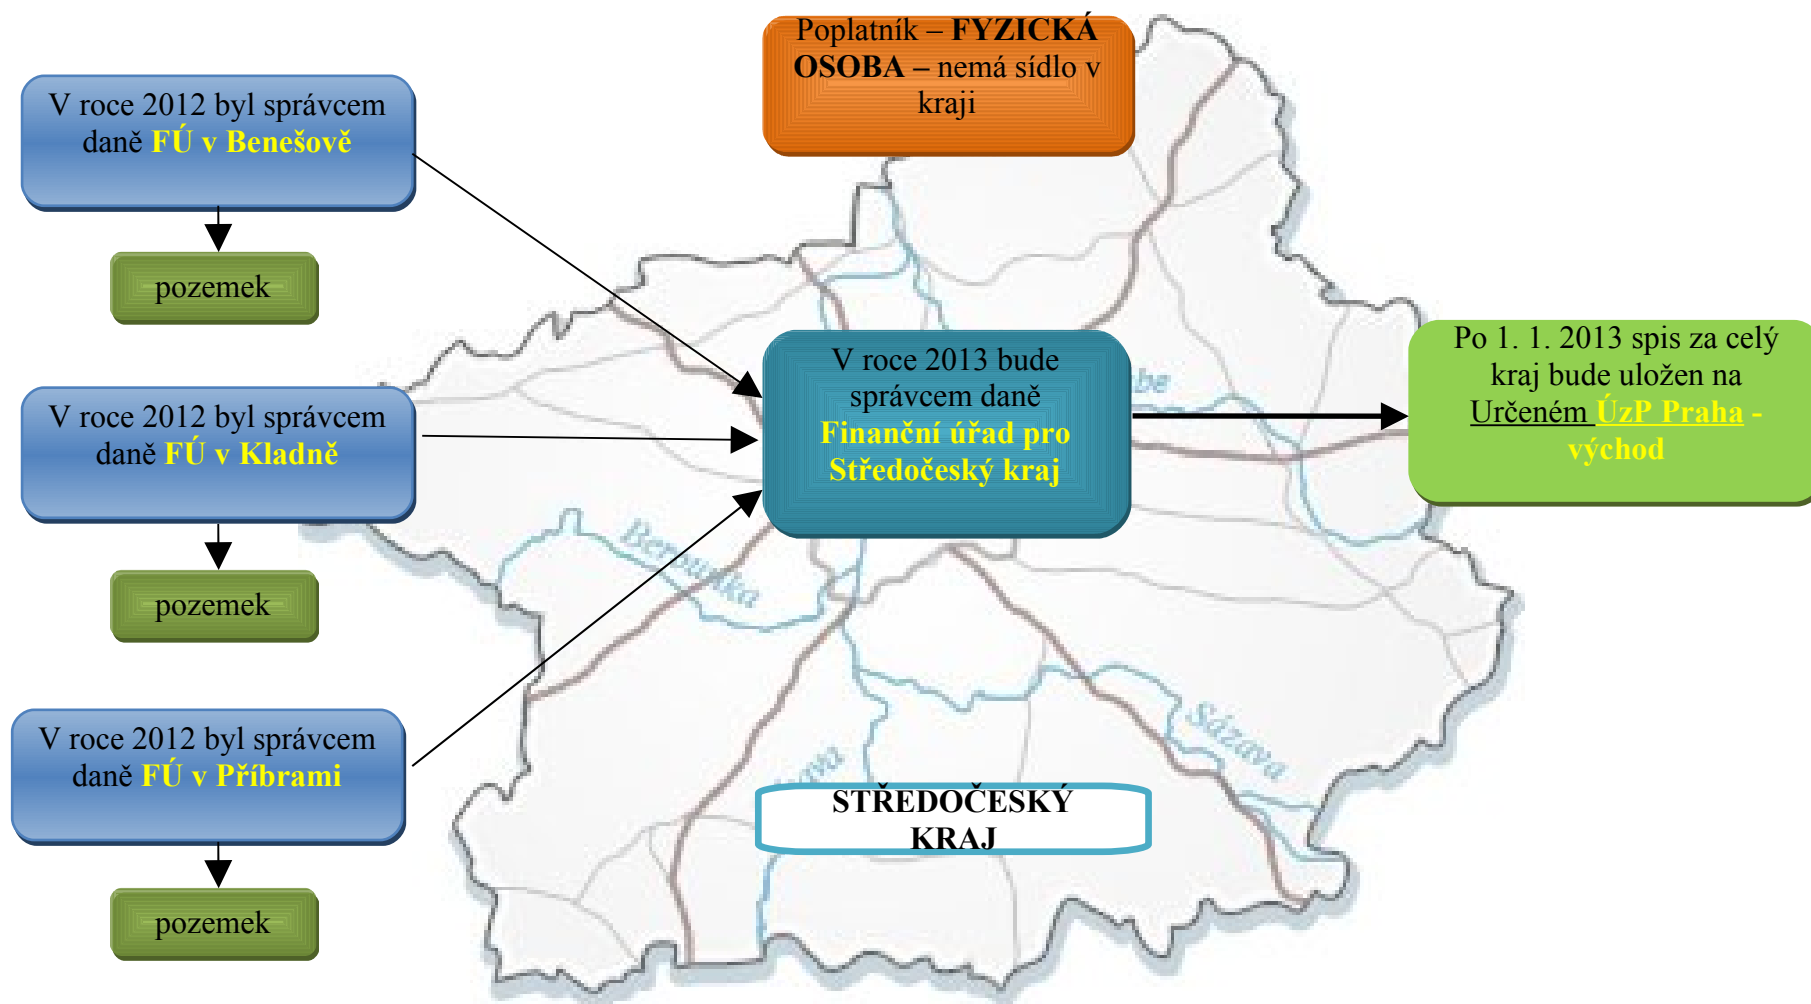 Poplatník – FYZICKÁ
OSOBA – nemá sídlo v
kraji
V roce 2012 byl správcem
daně FÚ v Benešově
pozemek
V roce 2012 byl správcem
daně FÚ v Kladně
pozemek
V roce 2012 byl správcem
daně FÚ v Příbrami
pozemek
V roce 2013 bude
správcem daně
Finanční úřad pro
Středočeský kraj
Po 1. 1. 2013 spis za celý
kraj bude uložen na
Určeném ÚzP Praha -
východ
be
Sázava
STŘEDOČESKÝ
KRAJ